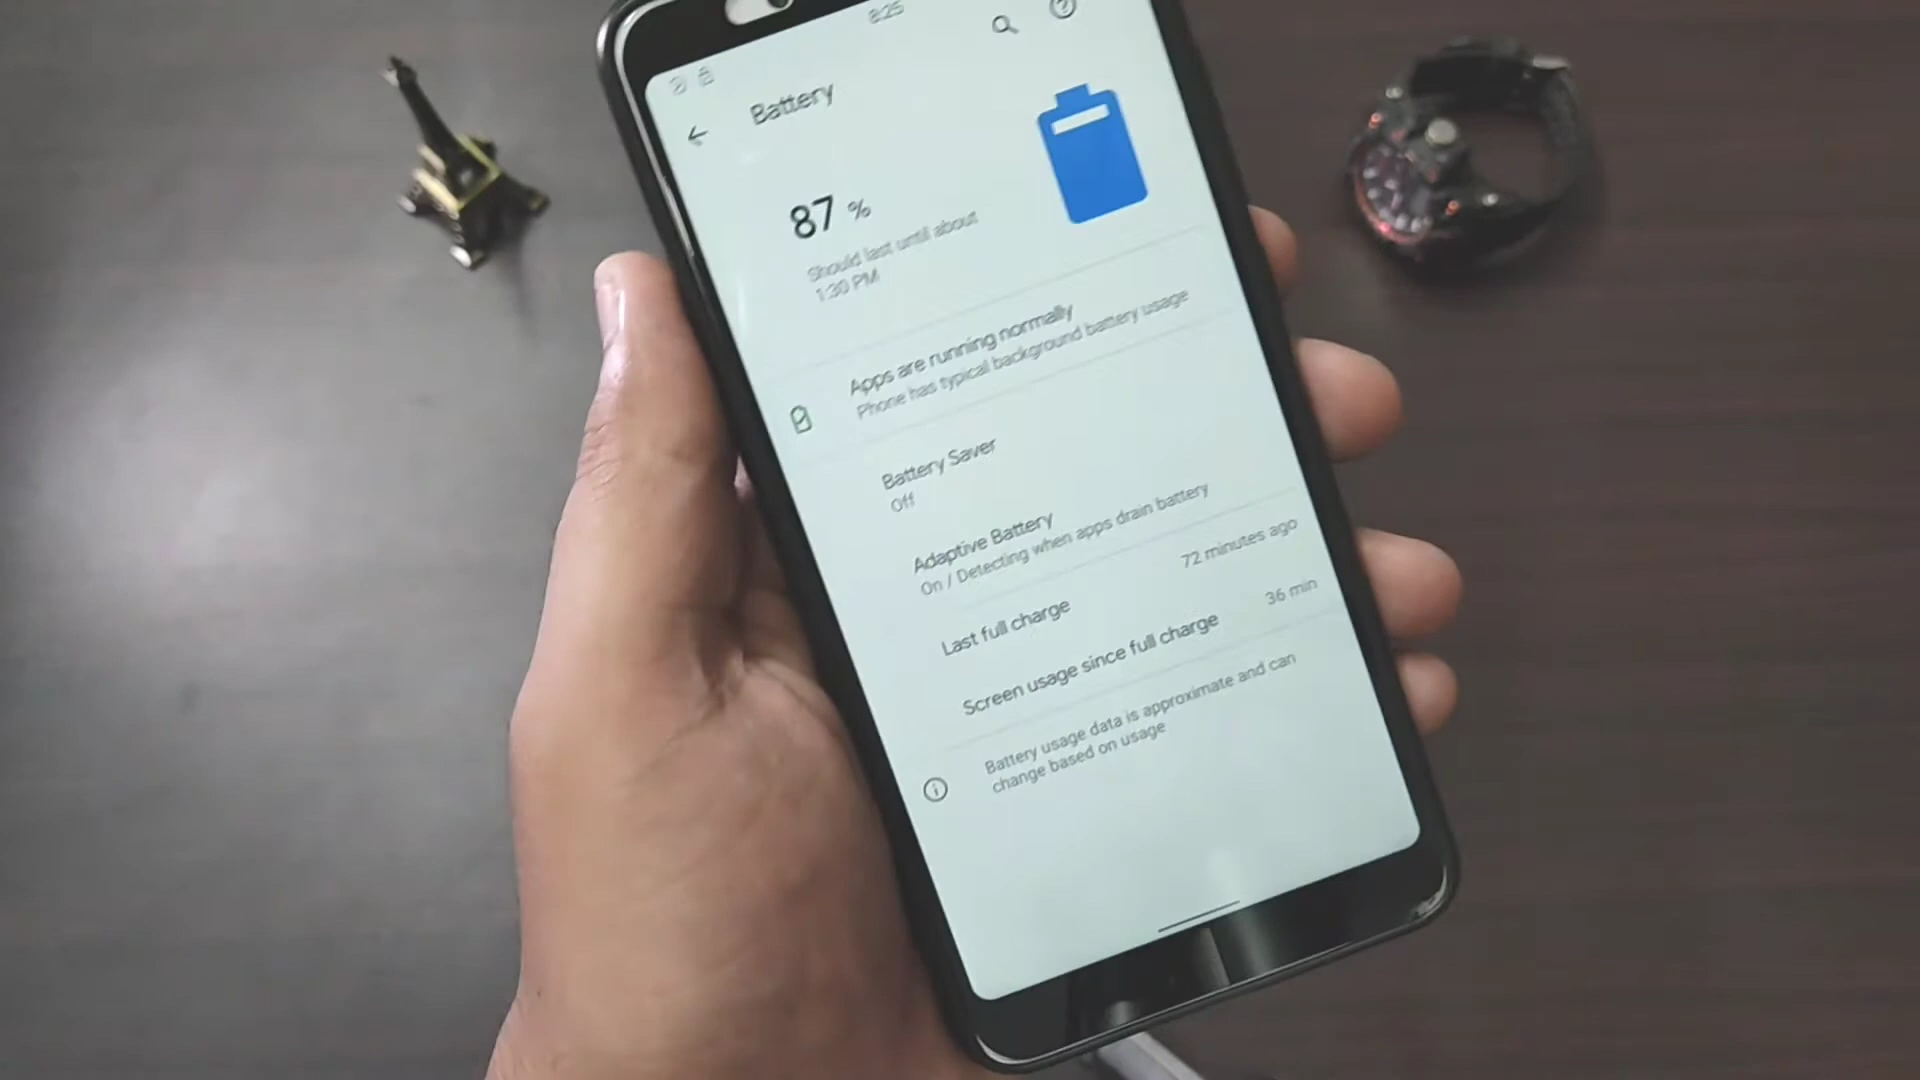 8:25
Battery
87 %
Should last until about
1:30 PM
Apps are running normally
Phone has typical background battery usage
Battery Saver
Off
Adaptive Battery
On / Detecting when apps drain battery
Last full charge
72 minutes ago
Screen usage since full charge
36 min
Battery usage data is approximate and can
change based on usage